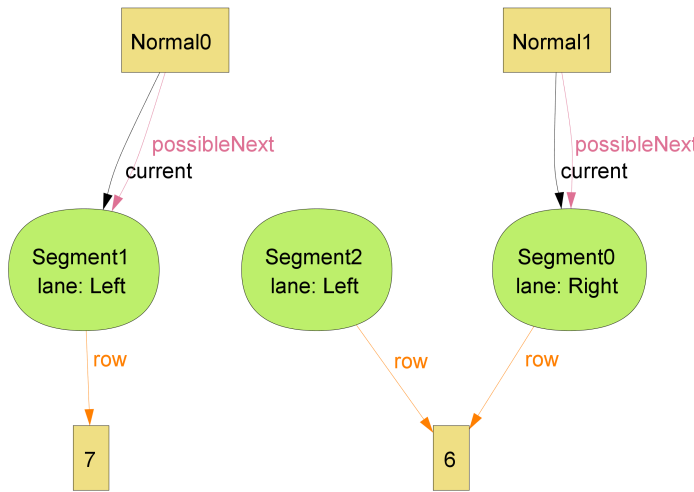 Normal0
Normal1
possibleNext
possibleNext
current
current
Segment1
lane: Left
Segment2
lane: Left
Segment0
lane: Right
row
row
row
7
6